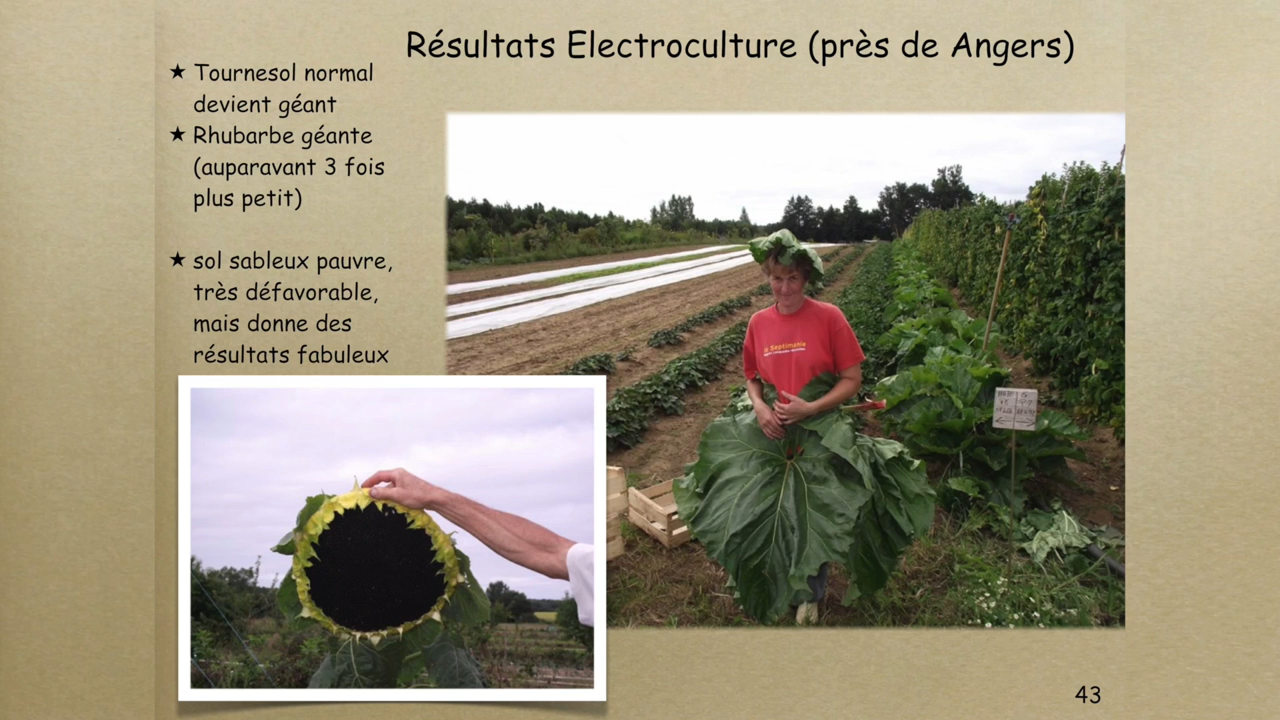 Résultats Electroculture (près de Angers)
★ Tournesol normal
devient géant
★ Rhubarbe géante
(auparavant 3 fois
plus petit)
★ sol sableux pauvre,
très défavorable,
mais donne des
résultats fabuleux
Septimanie
43